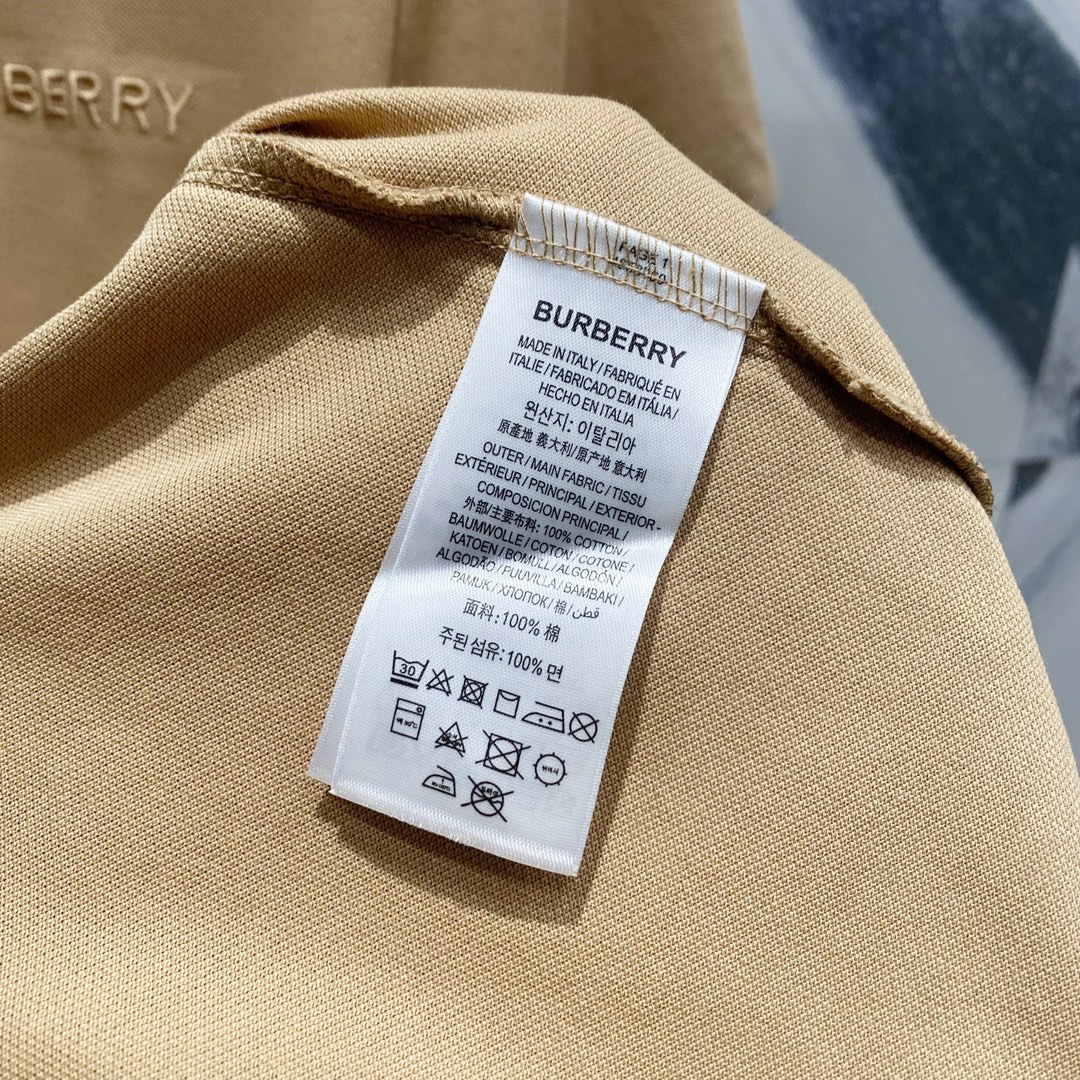 BERRY
PAGE 1
BURBERRY
MADE IN ITALY / FABRIQUÉ EN
ITALIE / FABRICADO EM ITÁLIA /
HECHO EN ITALIA
원산지: 이탈리아
原產地 義大利/原产地 意大利
OUTER / MAIN FABRIC / TISSU
EXTÉRIEUR / PRINCIPAL / EXTERIOR-
COMPOSICION PRINCIPAL /
外部/主要布料: 100% COTTON /
BAUMWOLLE / COTON / COTONE /
KATOEN / BOMULL / ALGODÓN /
ALGODÃO / PUUVILLA / BAMBAKI /
PAMUK / ХЛОПОК / 棉 / قطن /
面料: 100% 棉
주된 섬유: 100% 면
30